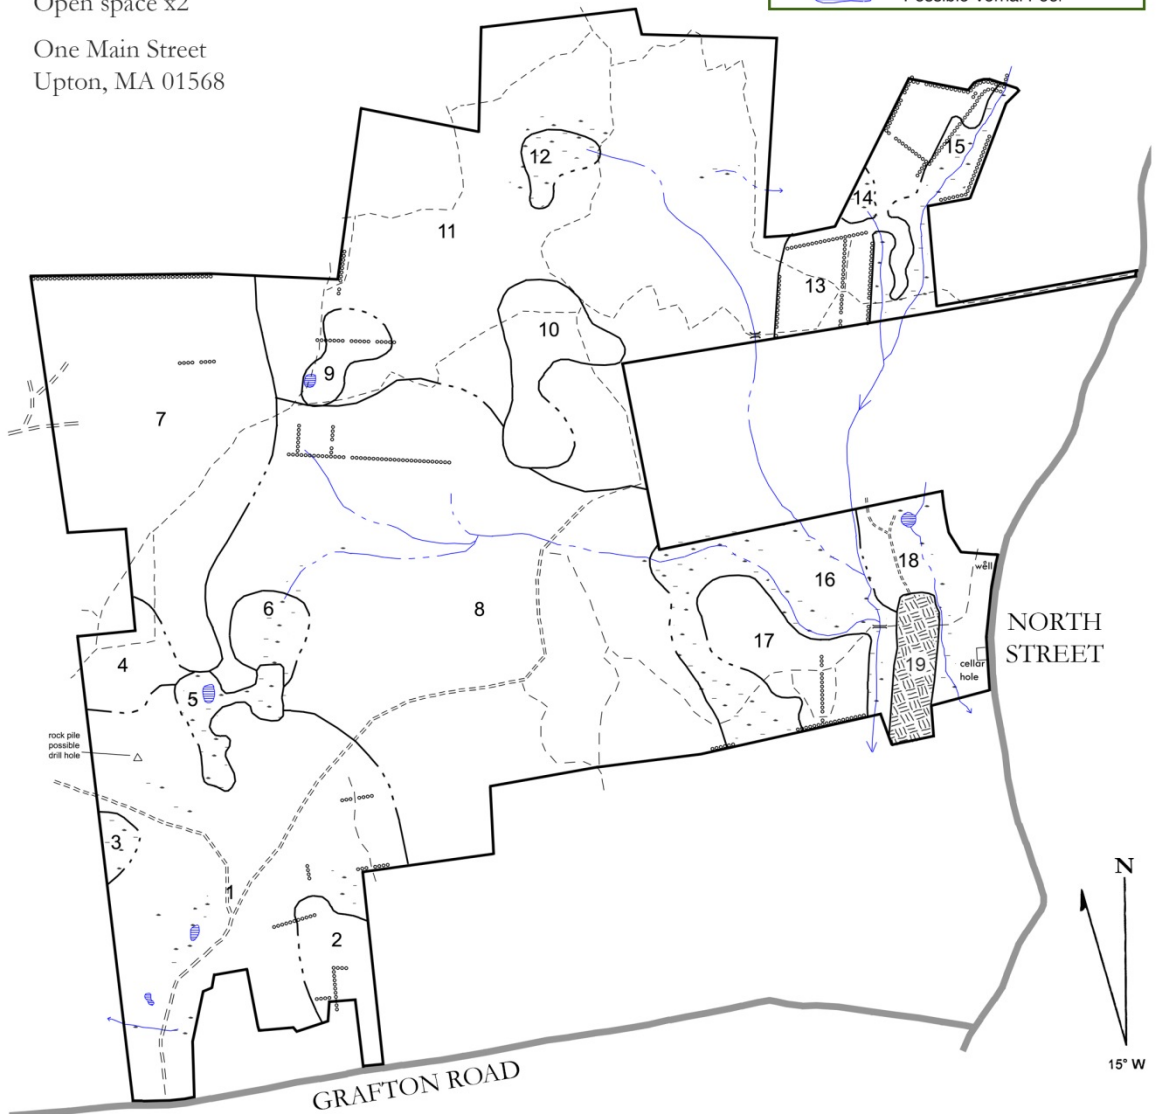 Open space x2
One Main Street
Upton, MA 01568
Possible Vernal Pool
12
15
14
11
13
10
9
7
18
well
16
6
8
NORTH
STREET
17
4
19
cellar
hole
5
rock pile
possible
drill hole
3
1
N
2
15° W
GRAFTON ROAD